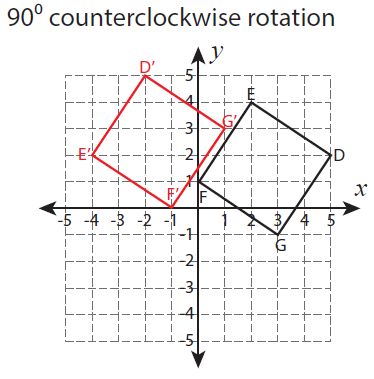 90⁰ counterclockwise rotation
y
D' 5
4 E
3 G'
E' 2 D
1
F' F x
-5 -4 -3 -2 -1 1 2 3 4 5
-1
G
-2
-3
-4
-5